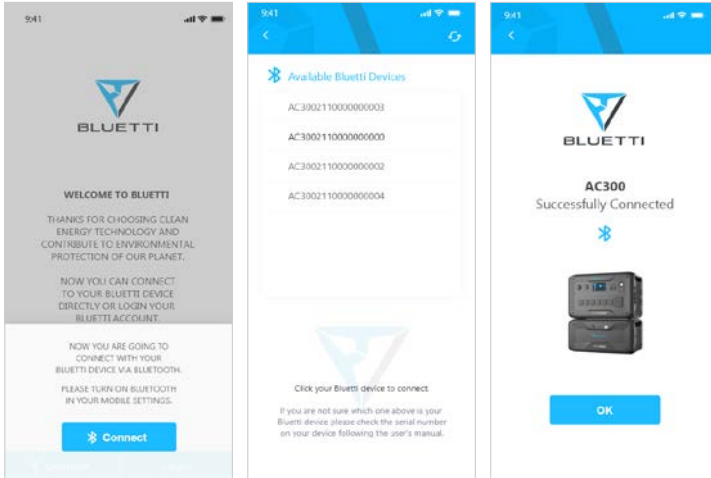 9:41
BLUETTI
WELCOME TO BLUETTI
THANKS FOR CHOOSING CLEAN
ENERGY TECHNOLOGY AND
CONTRIBUTE TO ENVIRONMENTAL
PROTECTION OF OUR PLANET.
NOW YOU CAN CONNECT
TO YOUR BLUETTI DEVICE
DIRECTLY OR LOGIN YOUR
BLUETTI ACCOUNT.
NOW YOU ARE GOING TO
CONNECT WITH YOUR
BLUETTI DEVICE VIA BLUETOOTH.
PLEASE TURN ON BLUETOOTH
IN YOUR MOBILE SETTINGS.
Connect
9:41
Available Bluetti Devices
AC3002110000000003
AC3002110000000000
AC3002110000000002
AC3002110000000004
Click your Bluetti device to connect.
If you are not sure which one above is your
Bluetti device please check the serial number
on your device following the user's manual.
9:41
BLUETTI
AC300
Successfully Connected
OK